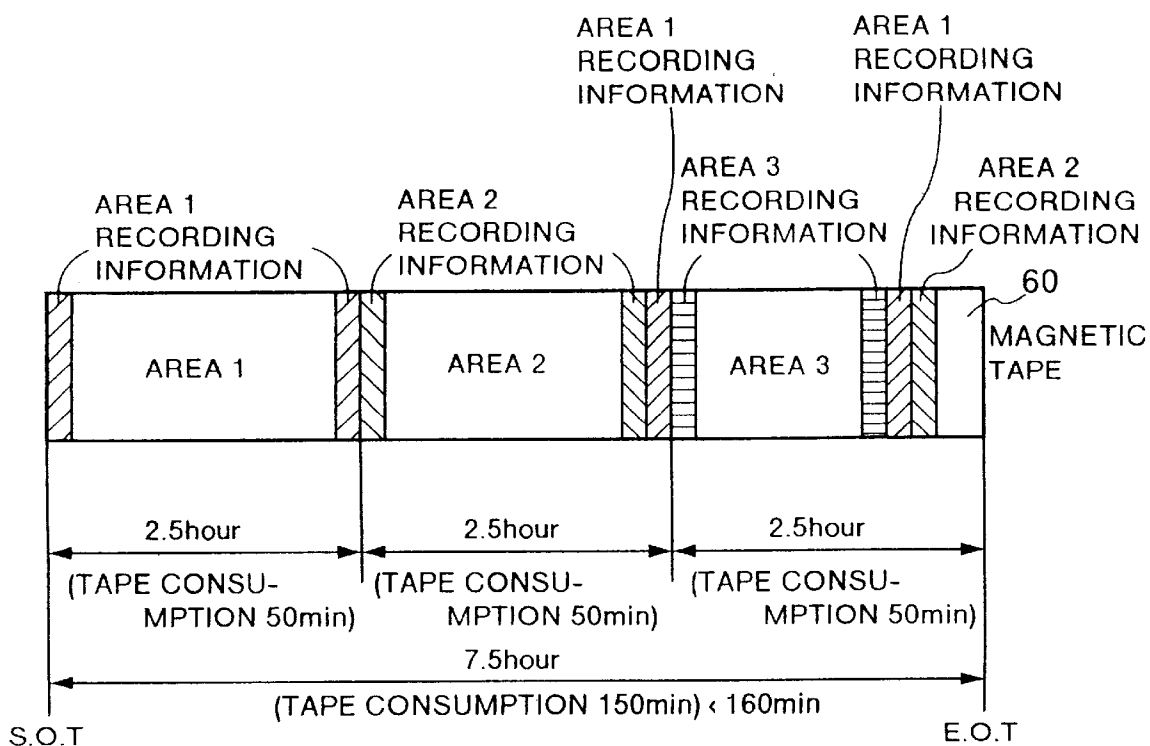 AREA 1
RECORDING
INFORMATION
AREA 1
RECORDING
INFORMATION
AREA 1
RECORDING
INFORMATION
AREA 2
RECORDING
INFORMATION
AREA 3
RECORDING
INFORMATION
AREA 2
RECORDING
INFORMATION
60
MAGNETIC
TAPE
AREA 1
AREA 2
AREA 3
2.5hour
2.5hour
2.5hour
(TAPE CONSU-
MPTION 50min)
(TAPE CONSU-
MPTION 50min)
(TAPE CONSU-
MPTION 50min)
7.5hour
(TAPE CONSUMPTION 150min) < 160min
S.O.T
E.O.T